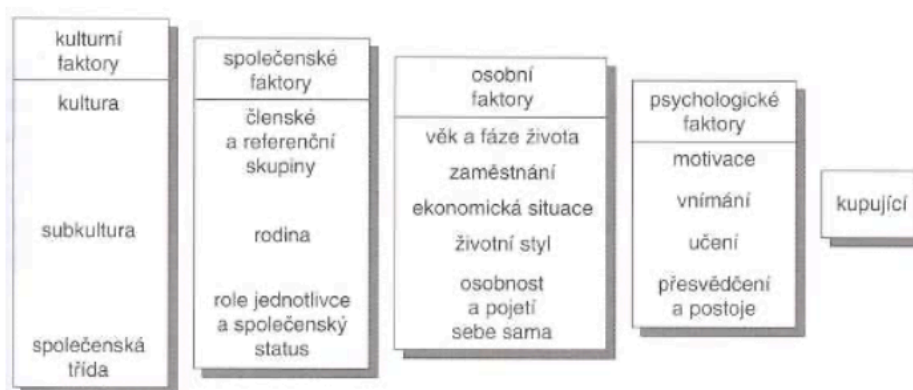 kulturní
faktory
kultura
subkultura
společenská
třída
společenské
faktory
členské
a referenční
skupiny
rodina
role jednotlivce
a společenský
status
osobní
faktory
věk a fáze života
zaměstnání
ekonomická situace
životní styl
osobnost
a pojetí
sebe sama
psychologické
faktory
motivace
vnímání
učení
přesvědčení
a postoje
kupující